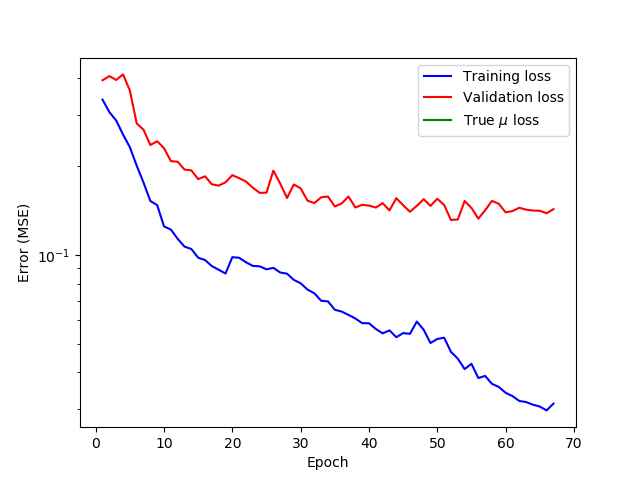 Training loss
Validation loss
True μ loss
Error (MSE)
10⁻¹
0 10 20 30 40 50 60 70
Epoch